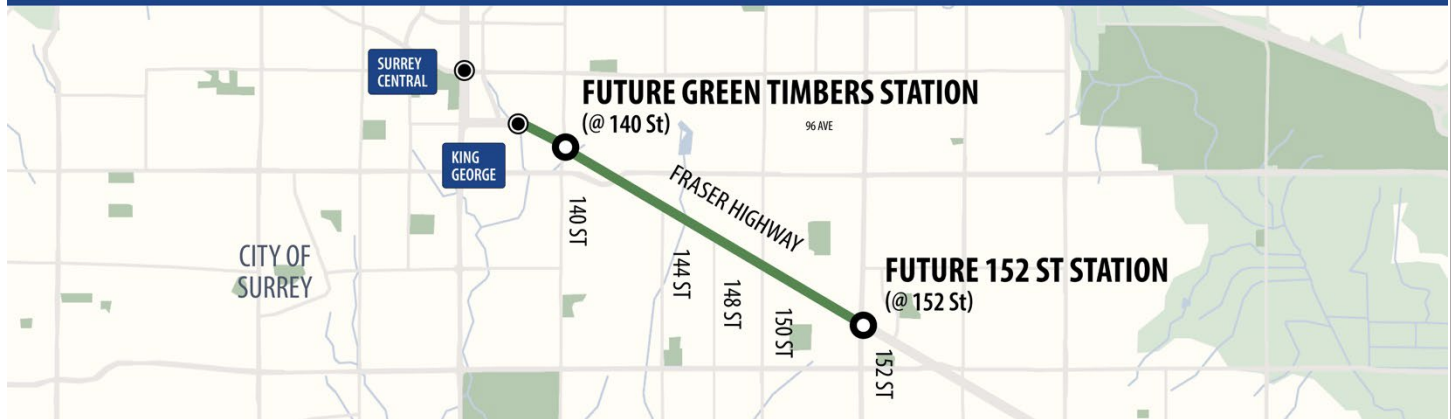 SURREY
CENTRAL
FUTURE GREEN TIMBERS STATION
(@ 140 St)
96 AVE
KING
GEORGE
FRASER HIGHWAY
140 ST
CITY OF
SURREY
144 ST
148 ST
150 ST
FUTURE 152 ST STATION
(@ 152 St)
152 ST